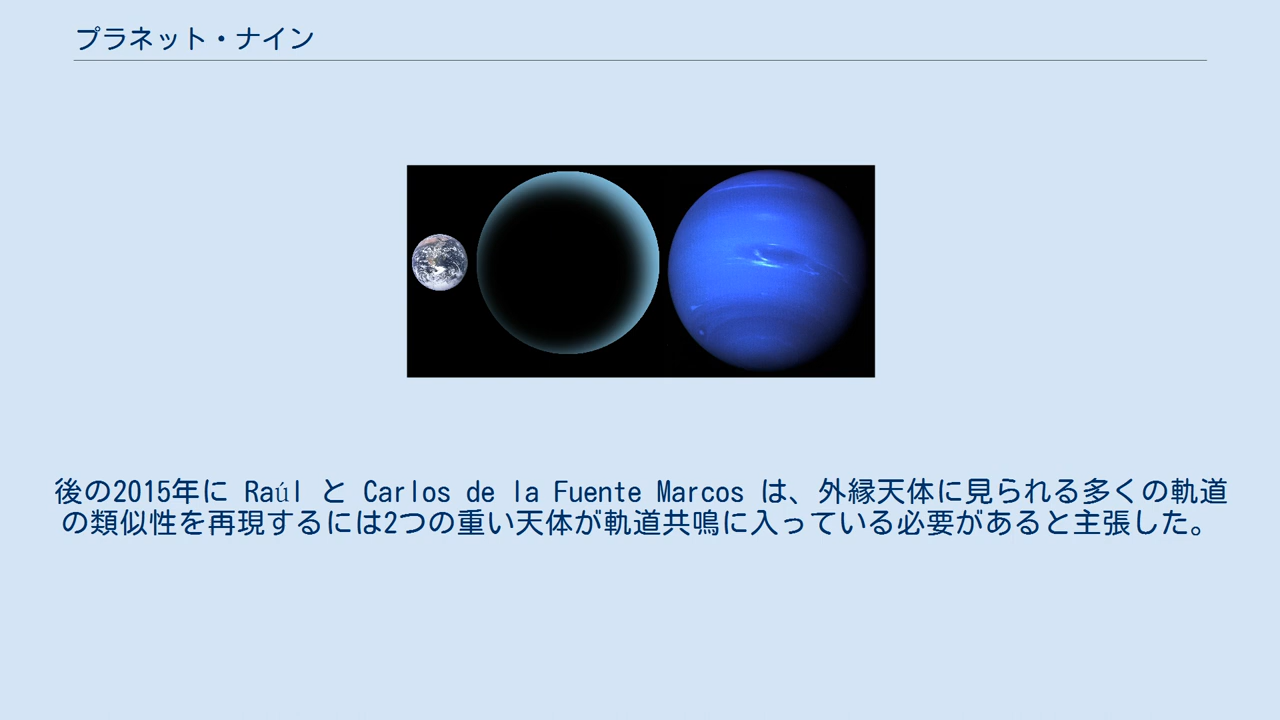 プラネット・ナイン
後の2015年に Raúl と Carlos de la Fuente Marcos は、外縁天体に見られる多くの軌道
の類似性を再現するには2つの重い天体が軌道共鳴に入っている必要があると主張した。